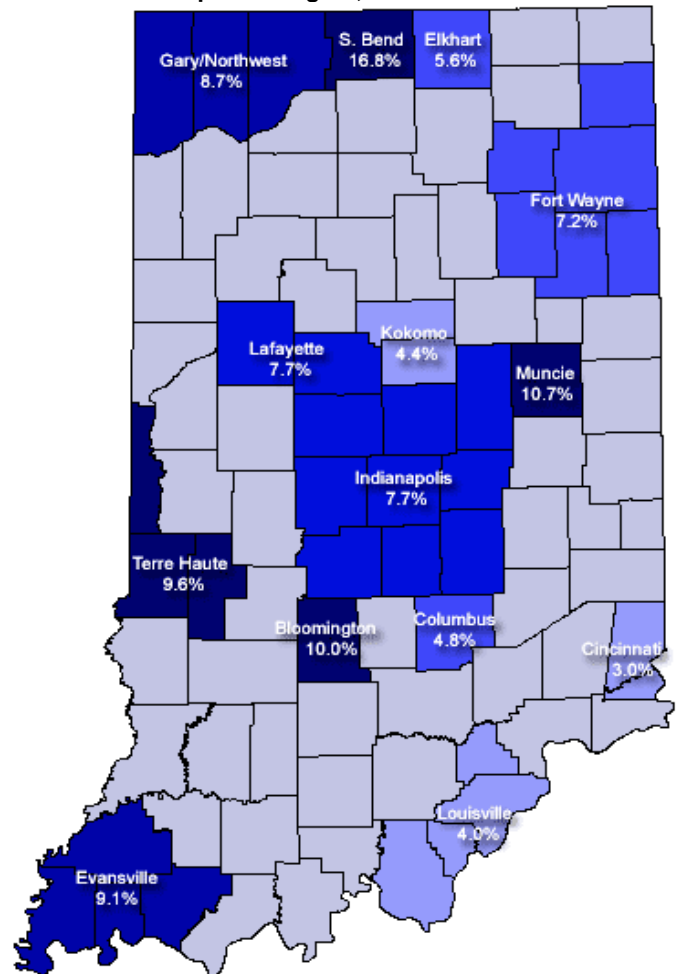 S. Bend
16.8%
Elkhart
5.6%
Gary/Northwest
8.7%
Fort Wayne
7.2%
Kokomo
4.4%
Lafayette
7.7%
Muncie
10.7%
Indianapolis
7.7%
Terre Haute
9.6%
Bloomington
10.0%
Columbus
4.8%
Cincinnati
3.0%
Louisville
4.0%
Evansville
9.1%